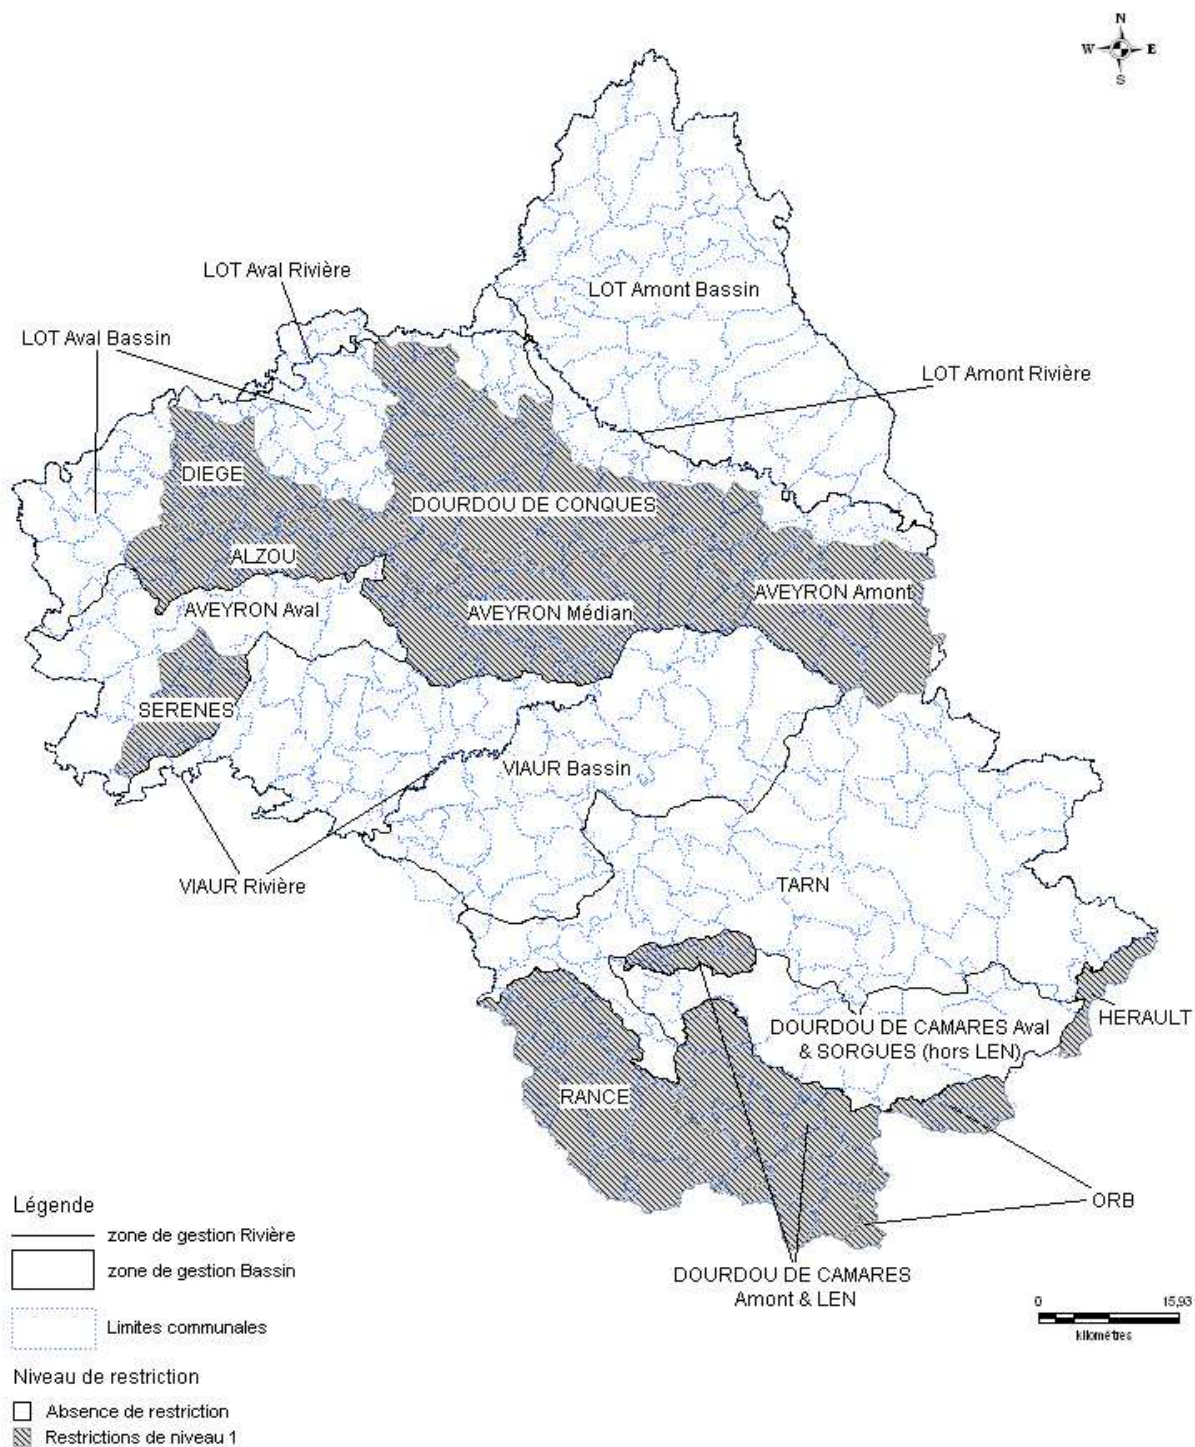 N
W E
S
LOT Aval Rivière
LOT Amont Bassin
LOT Aval Bassin
LOT Amont Rivière
DIEGE
DOURDOU DE CONQUES
ALZOU
AVEYRON Amont
AVEYRON Aval
AVEYRON Médian
SERENES
VIAUR Bassin
VIAUR Rivière
TARN
HERAULT
DOURDOU DE CAMARES Aval
& SORGUES (hors LEN)
RANCE
ORB
DOURDOU DE CAMARES
Amont & LEN
Légende
zone de gestion Rivière
zone de gestion Bassin
Limites communales
Niveau de restriction
Absence de restriction
Restrictions de niveau 1
0 15,93
kilomètres